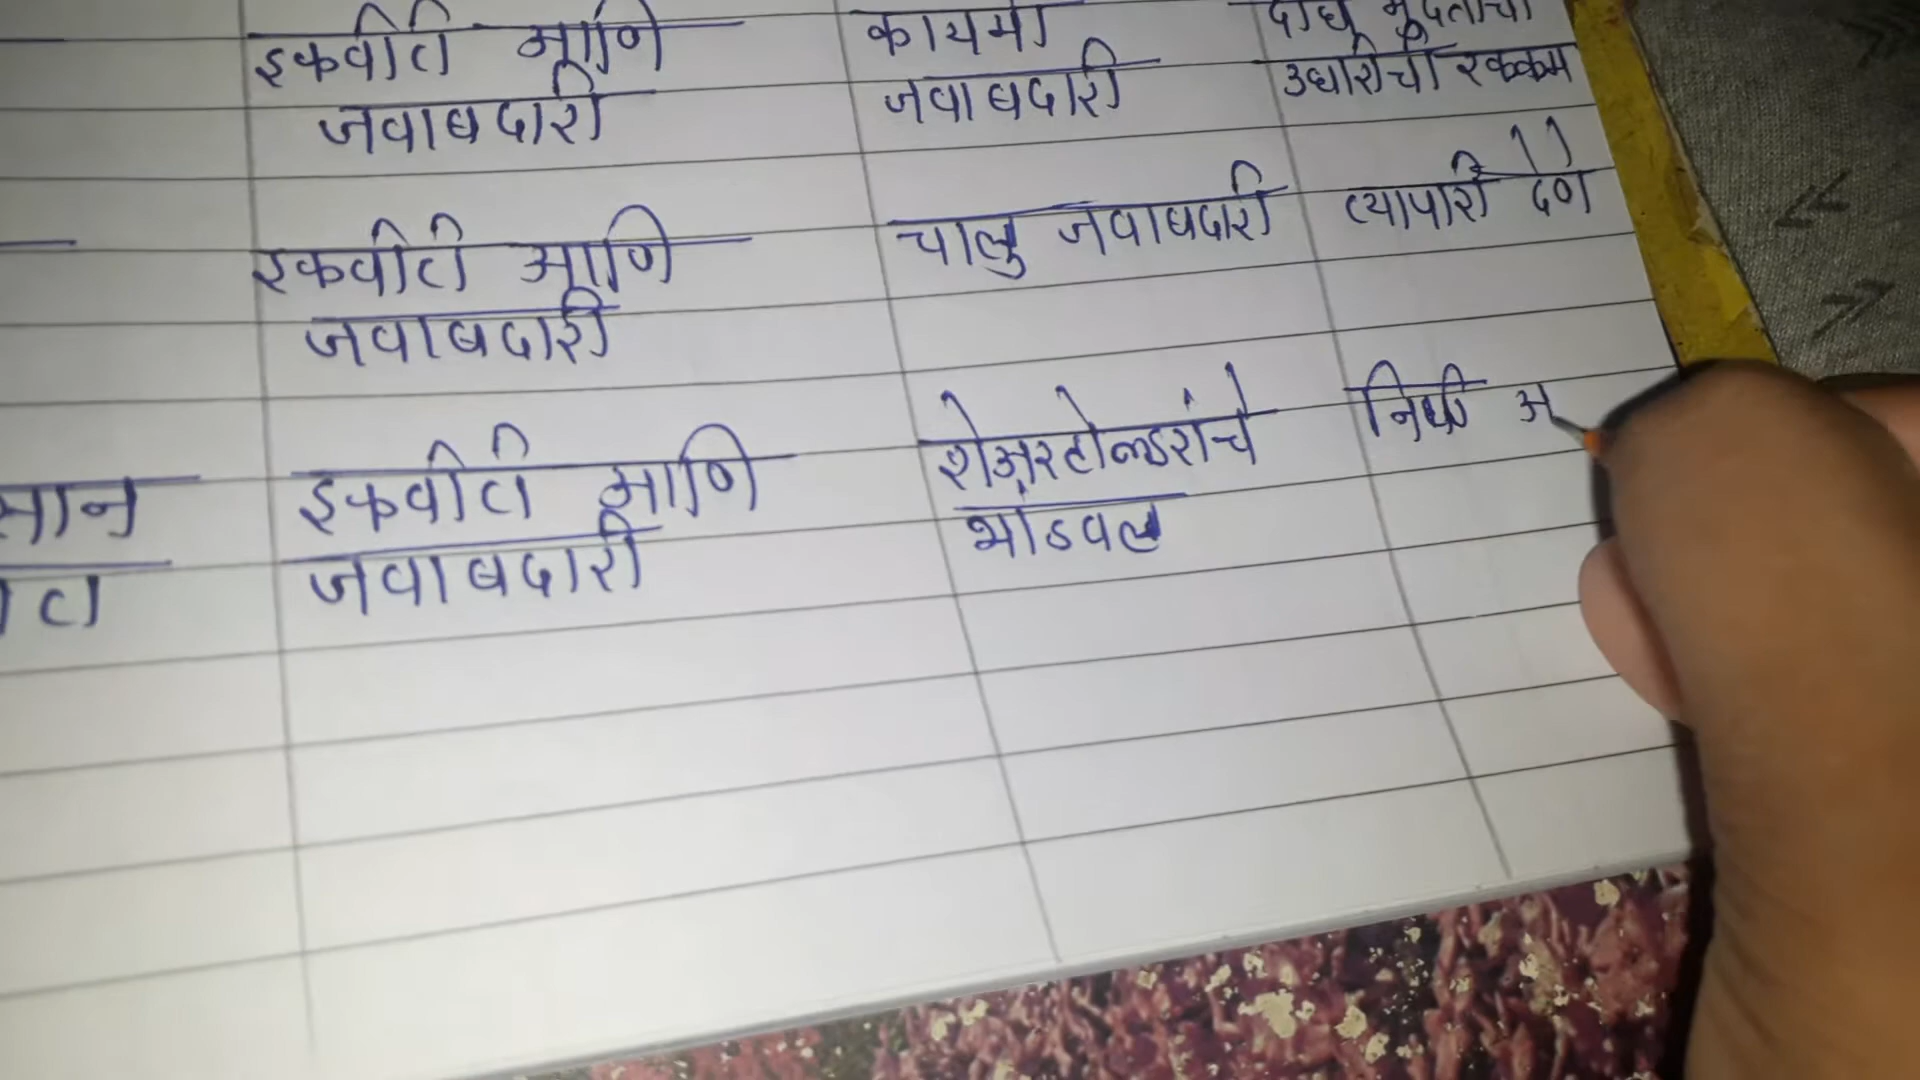 इक्वीटी आणि
जवाबदारी
कायमी
जवाबदारी
दीर्घ मुदतीची
उधारीची रक्कम
इक्वीटी आणि
जवाबदारी
चालु जवाबदारी
व्यापारी देणी
इक्वीटी आणि
जवाबदारी
शेअरहोल्डरांचे
भांडवल
निधी अ